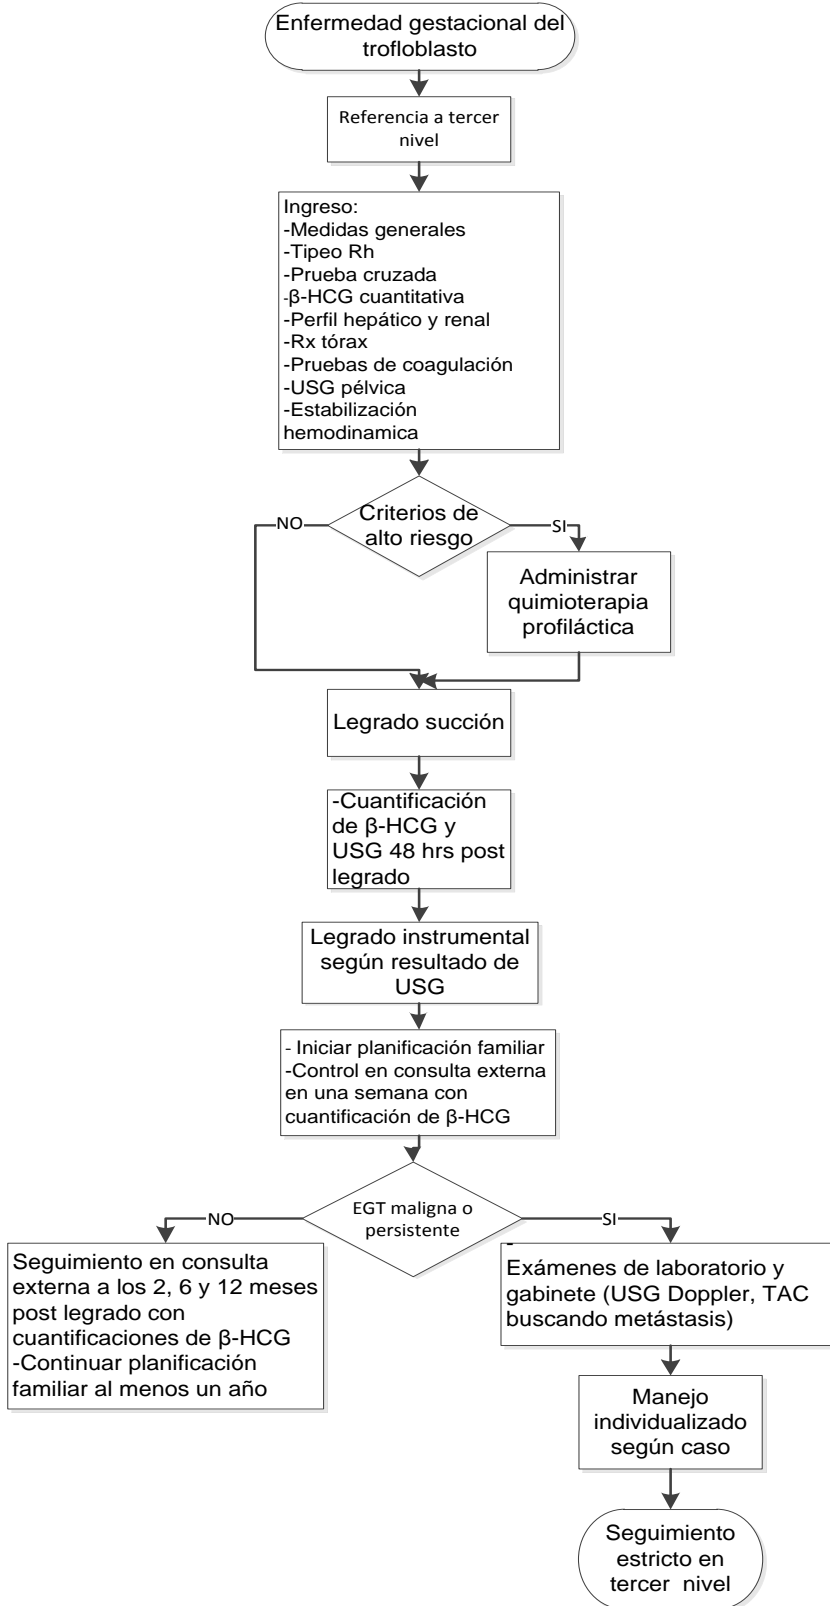 Enfermedad gestacional del
trofloblasto
Referencia a tercer
nivel
Ingreso:
-Medidas generales
-Tipeo Rh
-Prueba cruzada
-β-HCG cuantitativa
-Perfil hepático y renal
-Rx tórax
-Pruebas de coagulación
-USG pélvica
-Estabilización
hemodinamica
Criterios de
alto riesgo
NO
SI
Administrar
quimioterapia
profiláctica
Legrado succión
-Cuantificación
de β-HCG y
USG 48 hrs post
legrado
Legrado instrumental
según resultado de
USG
- Iniciar planificación familiar
-Control en consulta externa
en una semana con
cuantificación de β-HCG
EGT maligna o
persistente
NO
SI
Seguimiento en consulta
externa a los 2, 6 y 12 meses
post legrado con
cuantificaciones de β-HCG
-Continuar planificación
familiar al menos un año
-
Exámenes de laboratorio y
gabinete (USG Doppler, TAC
buscando metástasis)
Manejo
individualizado
según caso
Seguimiento
estricto en
tercer nivel